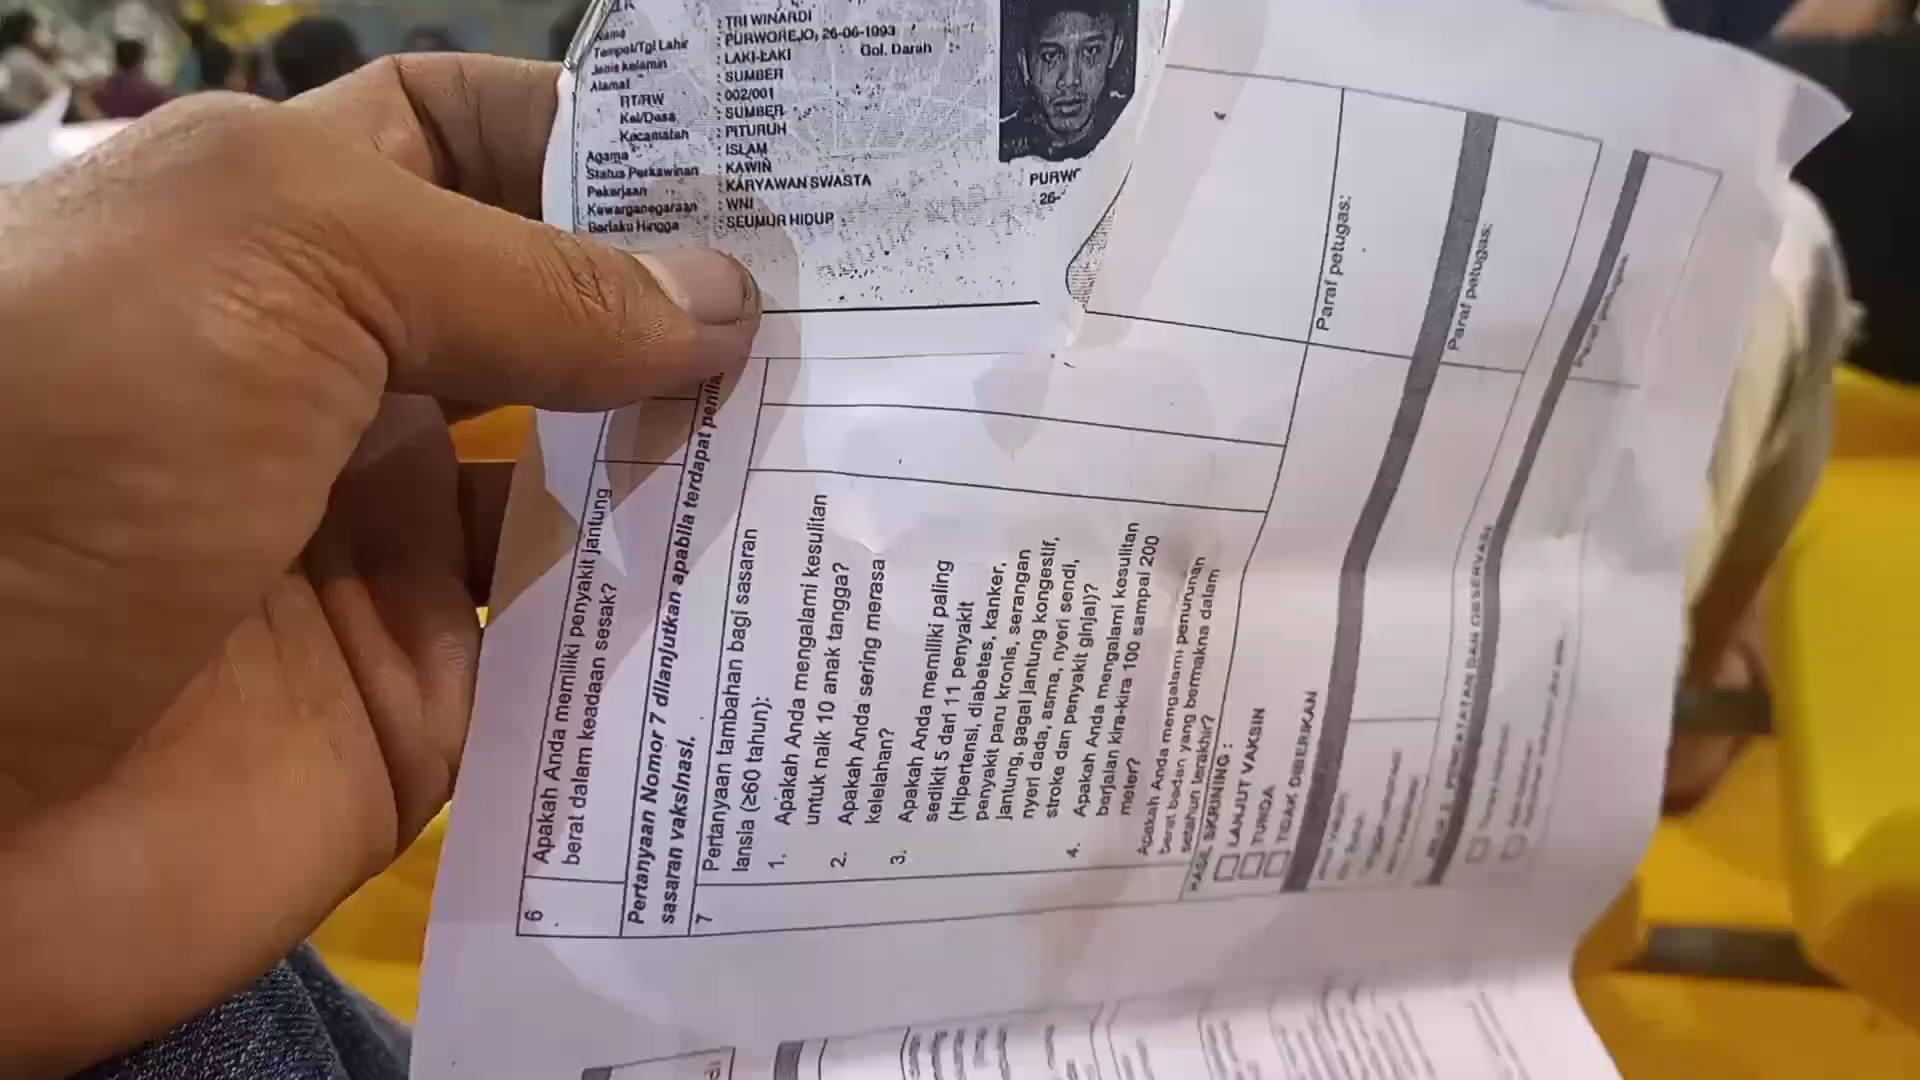 Nama : TRI WINARDI
Tempat/Tgl Lahir : PURWOREJO, 26-06-1993
Jenis kelamin : LAKI-LAKI Gol. Darah :-
Alamat : SUMBER
RT/RW : 002/001
Kel/Desa : SUMBER
Kecamatan : PITURUH
Agama : ISLAM
Status Perkawinan : KAWIN
Pekerjaan : KARYAWAN SWASTA
Kewarganegaraan : WNI
Berlaku Hingga : SEUMUR HIDUP
PURWO
26-
6 Apakah Anda memiliki penyakit jantung
berat dalam keadaan sesak?
Pertanyaan Nomor 7 dilanjutkan apabila terdapat penila
sasaran vaksinasi.
7 Pertanyaan tambahan bagi sasaran
lansia (≥60 tahun):
1. Apakah Anda mengalami kesulitan
untuk naik 10 anak tangga?
2. Apakah Anda sering merasa
kelelahan?
3. Apakah Anda memiliki paling
sedikit 5 dari 11 penyakit
(Hipertensi, diabetes, kanker,
penyakit paru kronis, serangan
jantung, gagal jantung kongestif,
nyeri dada, asma, nyeri sendi,
stroke dan penyakit ginjal)?
4. Apakah Anda mengalami kesulitan
berjalan kira-kira 100 sampai 200
meter?
Apakah Anda mengalami penurunan
berat badan yang bermakna dalam
setahun terakhir?
HASIL SKRINING :
LANJUT VAKSIN
TUNDA
TIDAK DIBERIKAN
Paraf petugas:
Paraf petugas:
Paraf petugas
PENCATATAN DAN OBSERVASI